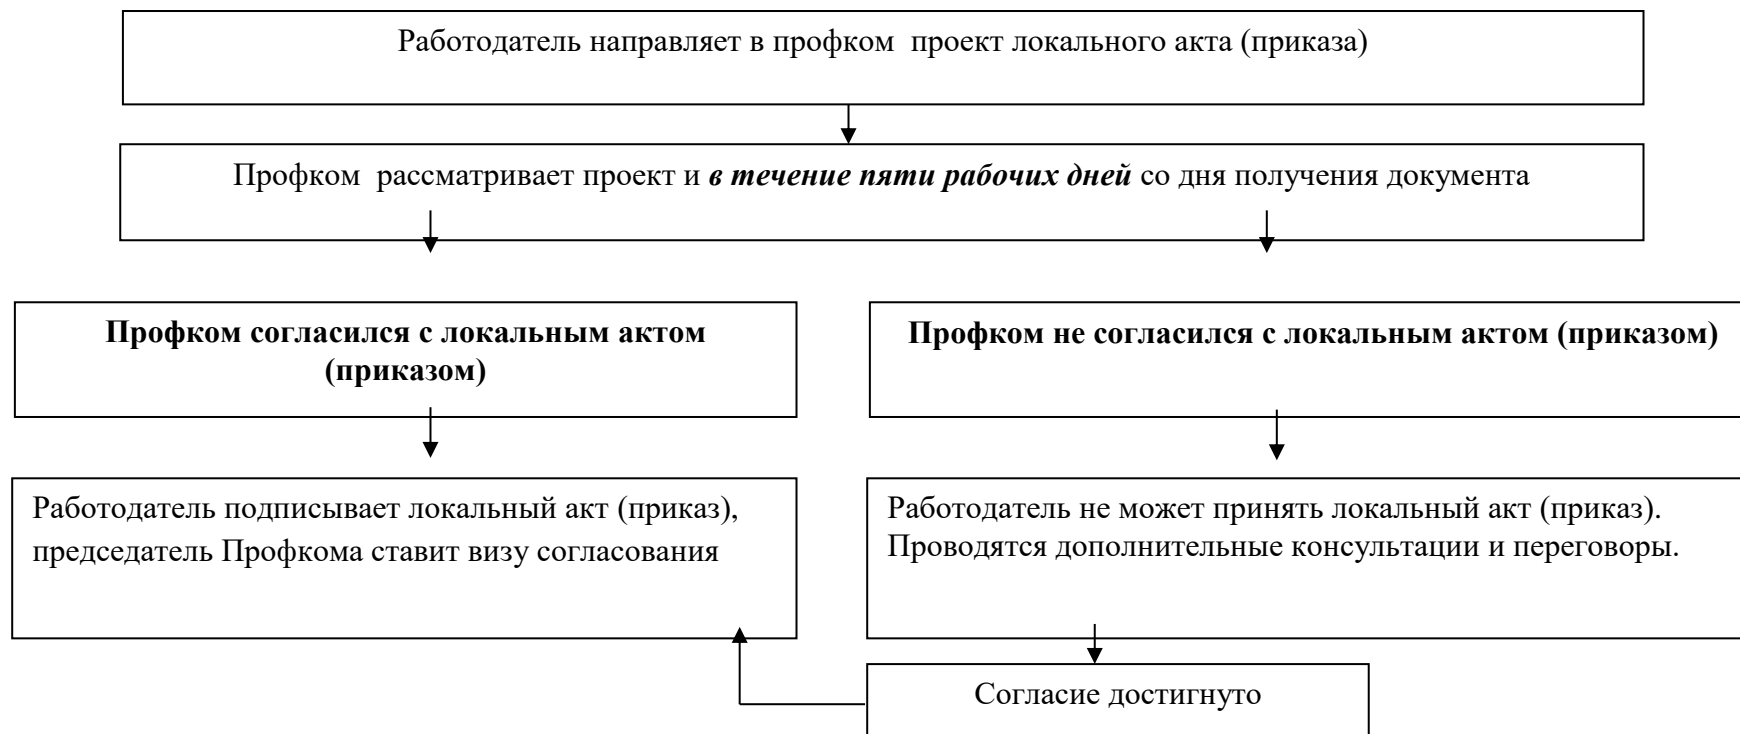 Работодатель направляет в профком  проект локального акта (приказа)
Профком  рассматривает проект и в течение пяти рабочих дней со дня получения документа
Профком согласился с локальным актом
(приказом)
Профком не согласился с локальным актом (приказом)
Работодатель подписывает локальный акт (приказ),
председатель Профкома ставит визу согласования
Работодатель не может принять локальный акт (приказ).
Проводятся дополнительные консультации и переговоры.
Согласие достигнуто